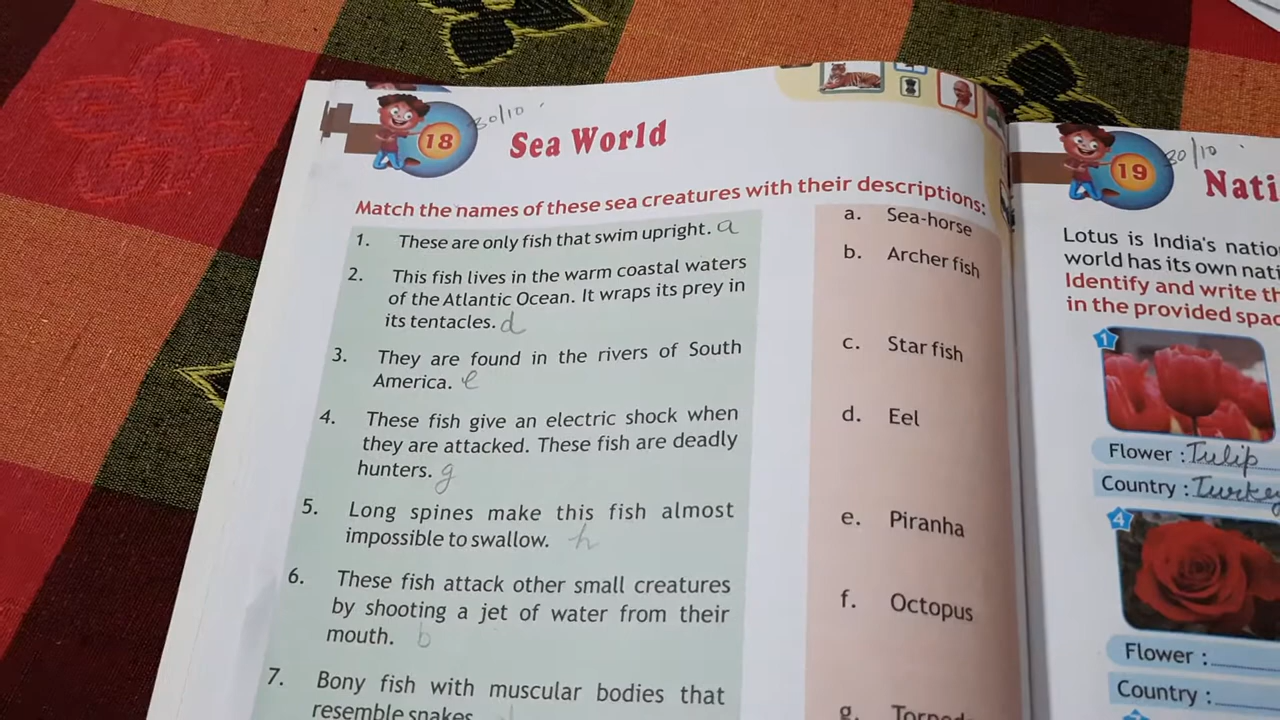 18
30/10
Sea World
Match the names of these sea creatures with their descriptions:
1. These are only fish that swim upright. a
2. This fish lives in the warm coastal waters
of the Atlantic Ocean. It wraps its prey in
its tentacles. d
3. They are found in the rivers of South
America. e
4. These fish give an electric shock when
they are attacked. These fish are deadly
hunters. g
5. Long spines make this fish almost
impossible to swallow. h
6. These fish attack other small creatures
by shooting a jet of water from their
mouth. b
7. Bony fish with muscular bodies that
resemble snakes.
a. Sea-horse
b. Archer fish
c. Star fish
d. Eel
e. Piranha
f. Octopus
g.
19
30/10
Lotus is India's
world has its own
Identify and write
in the provided
1
Flower : Tulip
Country : Turkey
4
Flower :
Country :